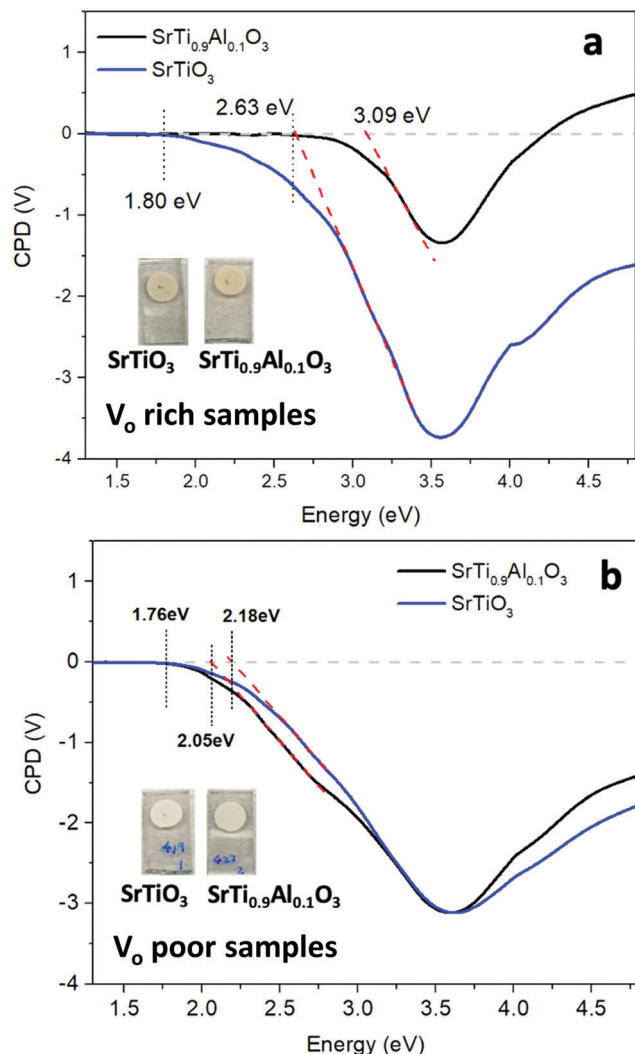 a
SrTi₀.₉Al₀.₁O₃
SrTiO₃
2.63 eV
3.09 eV
1.80 eV
SrTiO₃
SrTi₀.₉Al₀.₁O₃
Vₒ rich samples
CPD (V)
1
0
-1
-2
-3
-4
1.5 2.0 2.5 3.0 3.5 4.0 4.5
Energy (eV)
b
SrTi₀.₉Al₀.₁O₃
SrTiO₃
1.76eV
2.18eV
2.05eV
SrTiO₃
SrTi₀.₉Al₀.₁O₃
Vₒ poor samples
CPD (V)
1
0
-1
-2
-3
-4
1.5 2.0 2.5 3.0 3.5 4.0 4.5
Energy (eV)